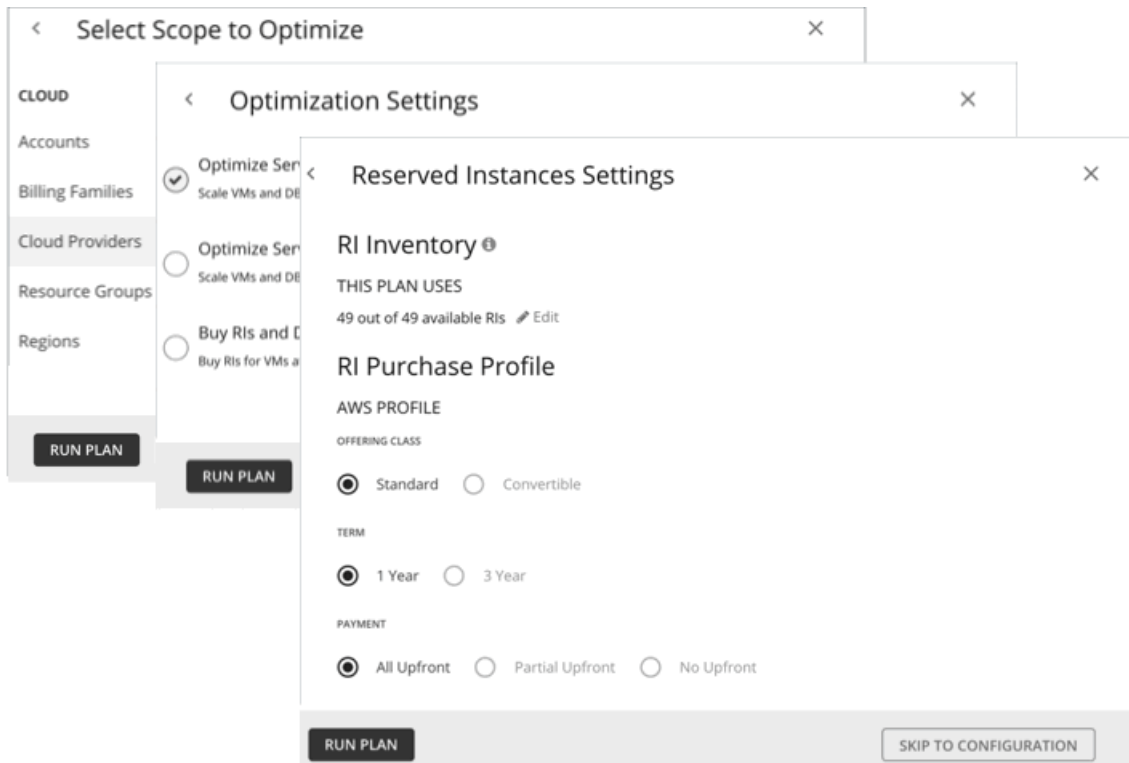 Select Scope to Optimize
CLOUD
Accounts
Billing Families
Cloud Providers
Resource Groups
Regions
RUN PLAN
Optimization Settings
Optimize Ser
Scale VMs and DB
Optimize Ser
Scale VMs and DB
Buy RIs and
Buy RIs for VMs a
RUN PLAN
Reserved Instances Settings
RI Inventory
THIS PLAN USES
49 out of 49 available RIs Edit
RI Purchase Profile
AWS PROFILE
OFFERING CLASS
Standard Convertible
TERM
1 Year 3 Year
PAYMENT
All Upfront Partial Upfront No Upfront
RUN PLAN SKIP TO CONFIGURATION